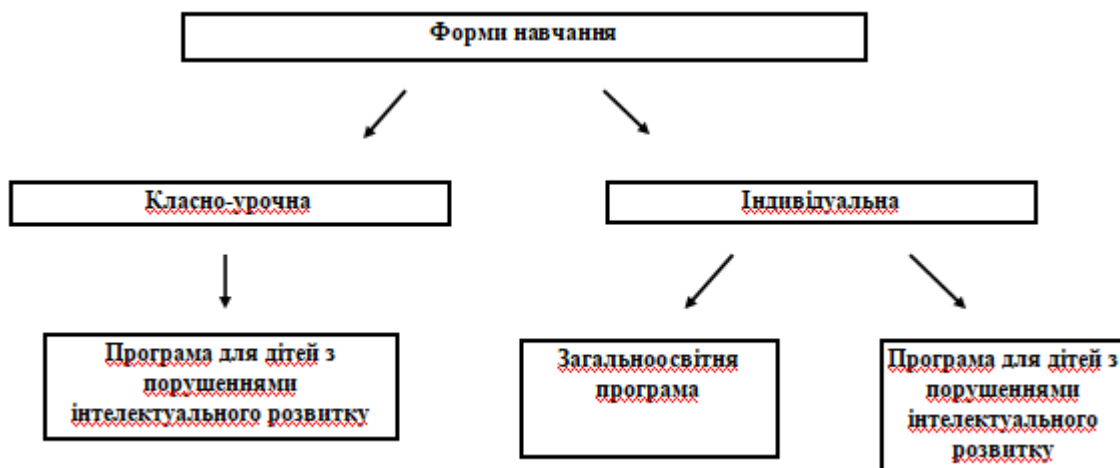 Форми навчання
Класно-урочна
Індивідуальна
Програма для дітей з
порушеннями
інтелектуального розвитку
Загальноосвітня
програма
Програма для дітей з
порушеннями
інтелектуального
розвитку